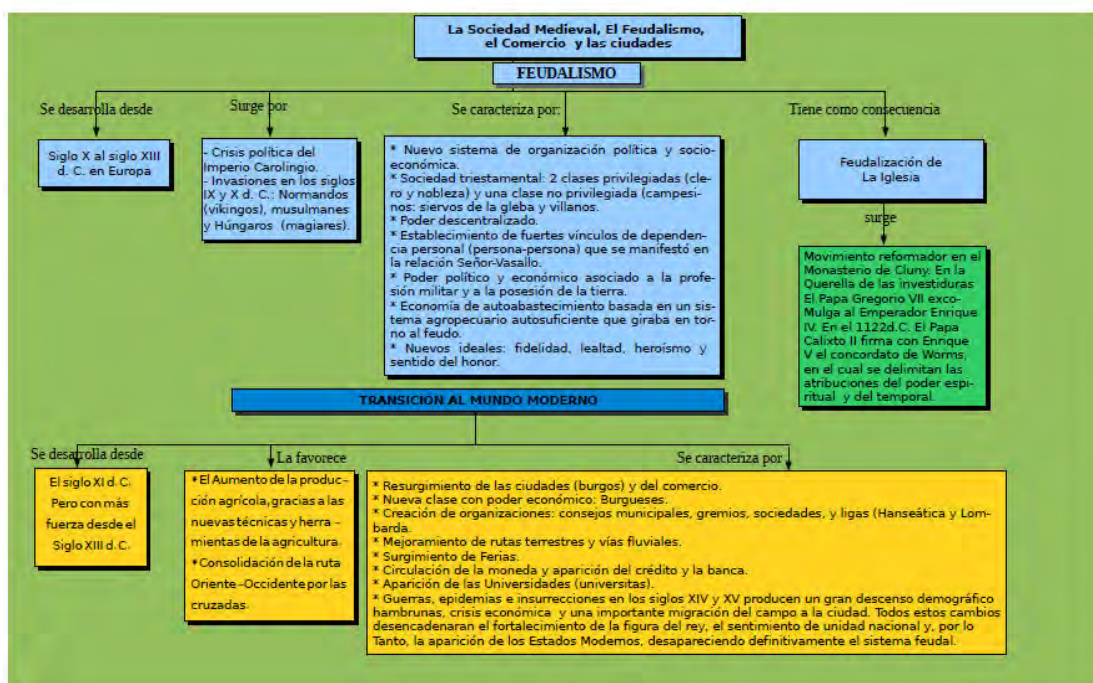 La Sociedad Medieval, El Feudalismo,
el Comercio y las ciudades
FEUDALISMO
Se desarrolla desde
Surge por
Se caracteriza por:
Tiene como consecuencia
Siglo X al siglo XIII
d. C. en Europa
- Crisis política del
Imperio Carolingio.
- Invasiones en los siglos
IX y X d. C.: Normandos
(vikingos), musulmanes
y Húngaros (magiares).
* Nuevo sistema de organización política y socio-
económica.
* Sociedad triestamental: 2 clases privilegiadas (cle-
ro y nobleza) y una clase no privilegiada (campesi-
nos: siervos de la gleba y villanos.
* Poder descentralizado.
* Establecimiento de fuertes vínculos de dependen-
cia personal (persona-persona) que se manifestó en
la relación Señor-Vasallo.
* Poder político y económico asociado a la profe-
sión militar y a la posesión de la tierra.
* Economía de autoabastecimiento basada en un sis-
tema agropecuario autosuficiente que giraba en tor-
no al feudo.
* Nuevos ideales: fidelidad, lealtad, heroísmo y
sentido del honor.
Feudalización de
La Iglesia
surge
Movimiento reformador en el
Monasterio de Cluny. En la
Querella de las investiduras
El Papa Gregorio VII exco-
Mulga al Emperador Enrique
IV. En el 1122d.C. El Papa
Calixto II firma con Enrique
V el concordato de Worms,
en el cual se delimitan las
atribuciones del poder espi-
ritual y del temporal.
TRANSICIÓN AL MUNDO MODERNO
Se desarrolla desde
La favorece
Se caracteriza por
El siglo XI d. C.
Pero con más
fuerza desde el
Siglo XIII d. C.
* El Aumento de la produc-
ción agrícola, gracias a las
nuevas técnicas y herra-
mientas de la agricultura.
* Consolidación de la ruta
Oriente-Occidente por las
cruzadas.
* Resurgimiento de las ciudades (burgos) y del comercio.
* Nueva clase con poder económico: Burgueses.
* Creación de organizaciones: consejos municipales, gremios, sociedades, y ligas (Hanseática y Lom-
barda.
* Mejoramiento de rutas terrestres y vías fluviales.
* Surgimiento de Ferias.
* Circulación de la moneda y aparición del crédito y la banca.
* Aparición de las Universidades (universitas).
* Guerras, epidemias e insurrecciones en los siglos XIV y XV producen un gran descenso demográfico
hambrunas, crisis económica y una importante migración del campo a la ciudad. Todos estos cambios
desencadenaran el fortalecimiento de la figura del rey, el sentimiento de unidad nacional y, por lo
Tanto, la aparición de los Estados Modernos, desapareciendo definitivamente el sistema feudal.